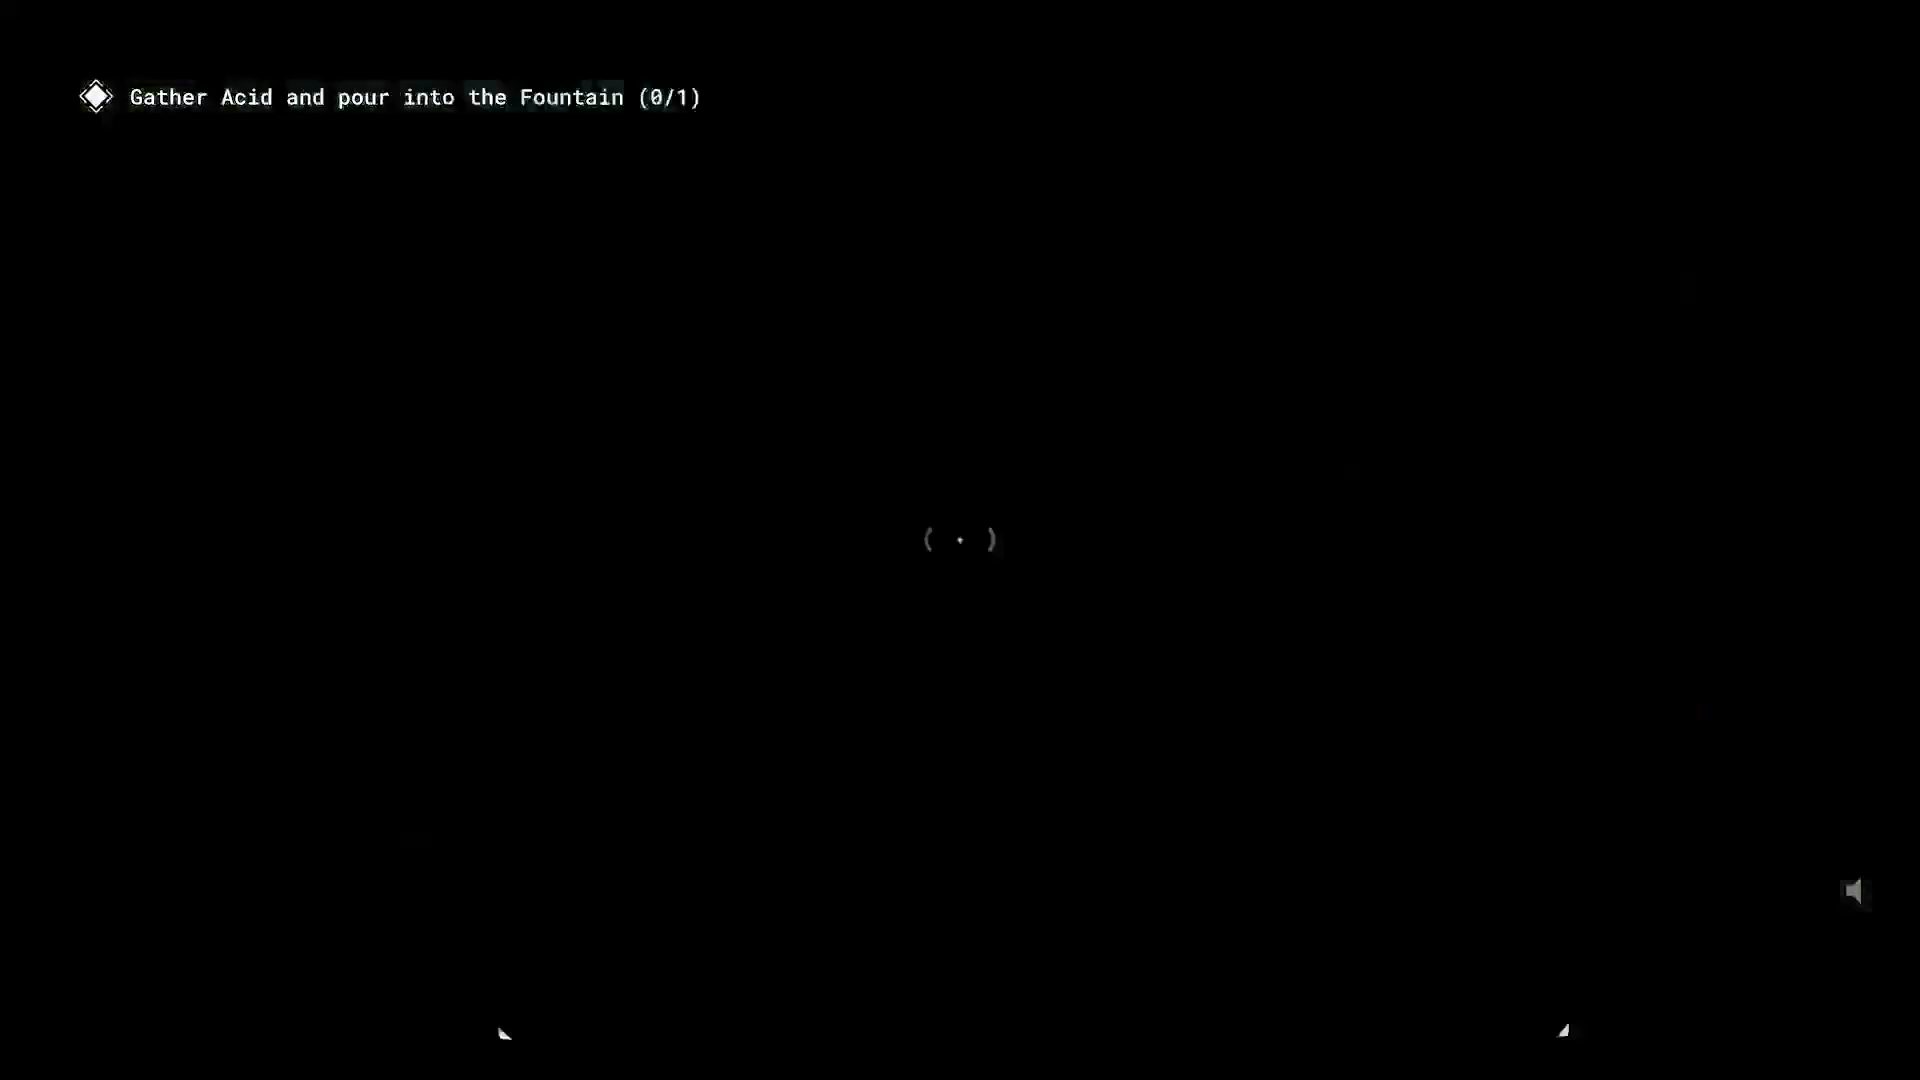 Gather Acid and pour into the Fountain (0/1)